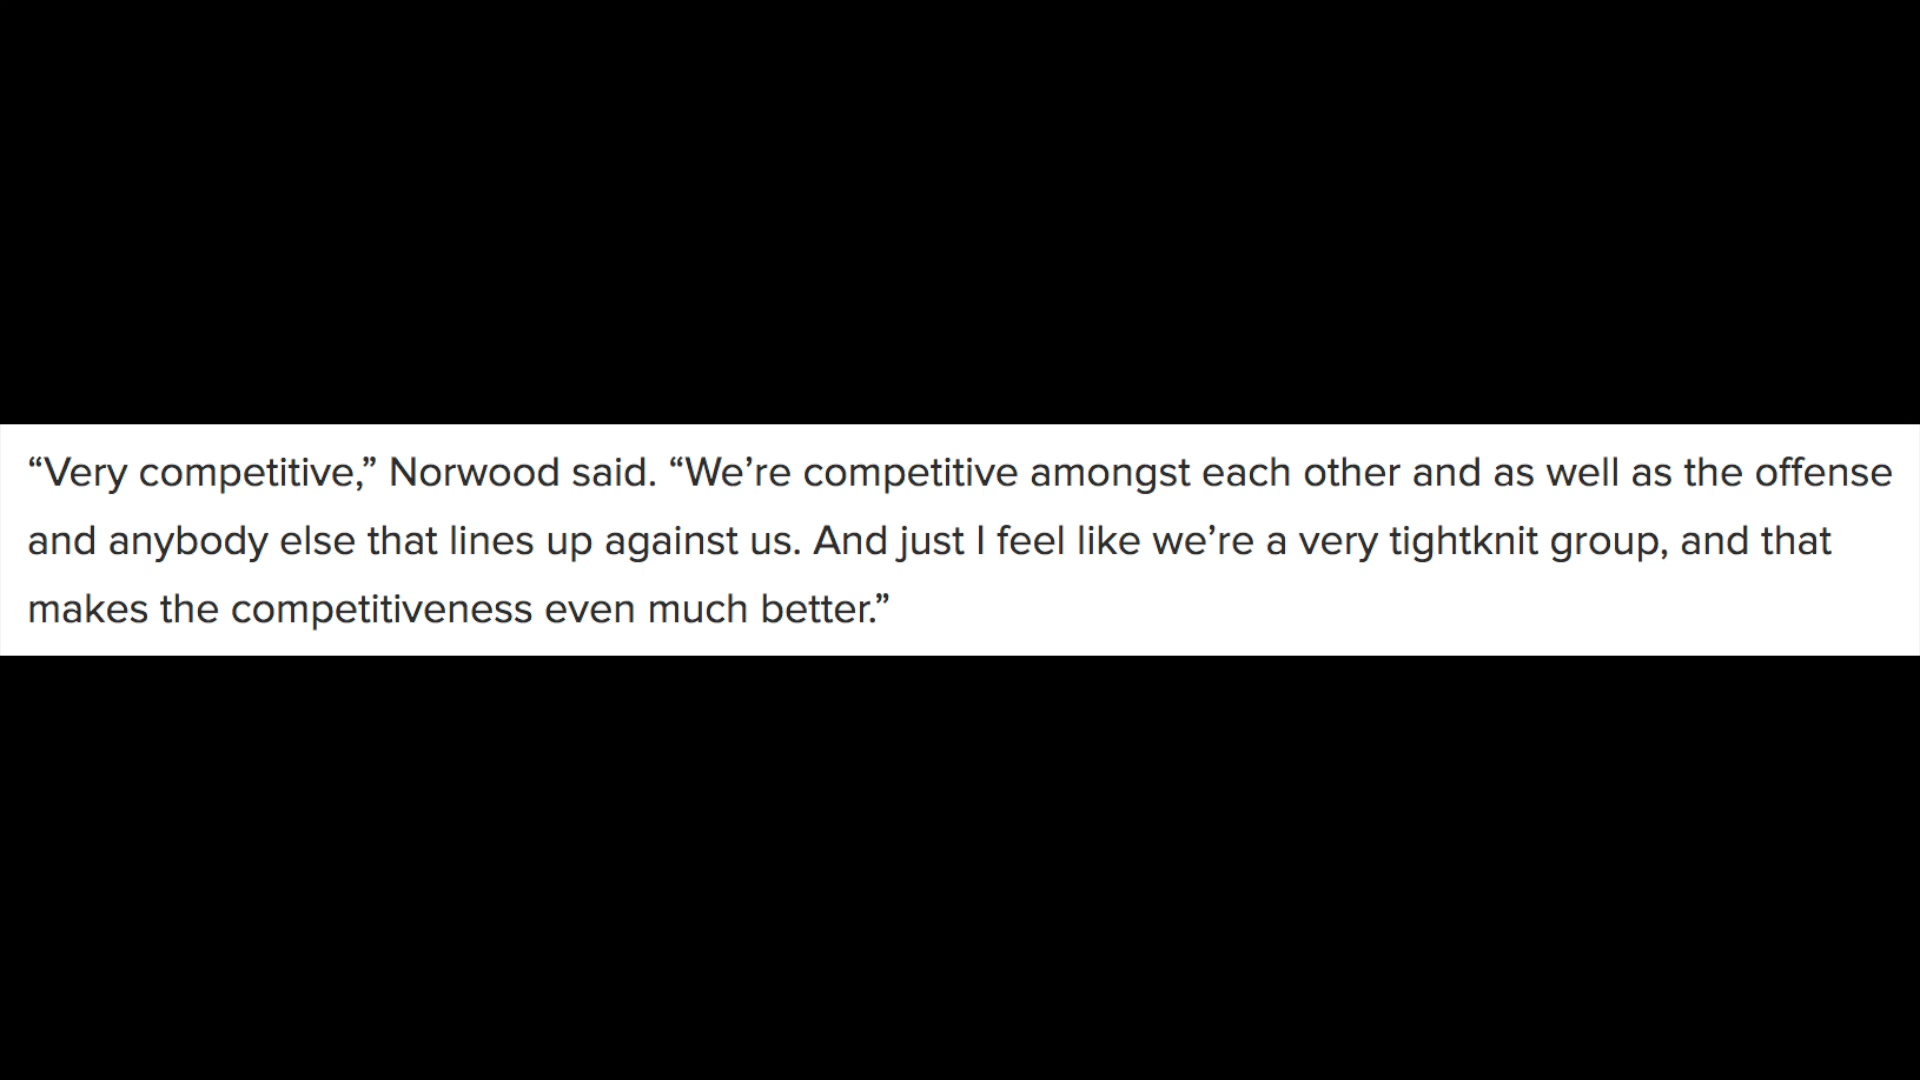 “Very competitive,” Norwood said. “We’re competitive amongst each other and as well as the offense
and anybody else that lines up against us. And just I feel like we’re a very tightknit group, and that
makes the competitiveness even much better.”